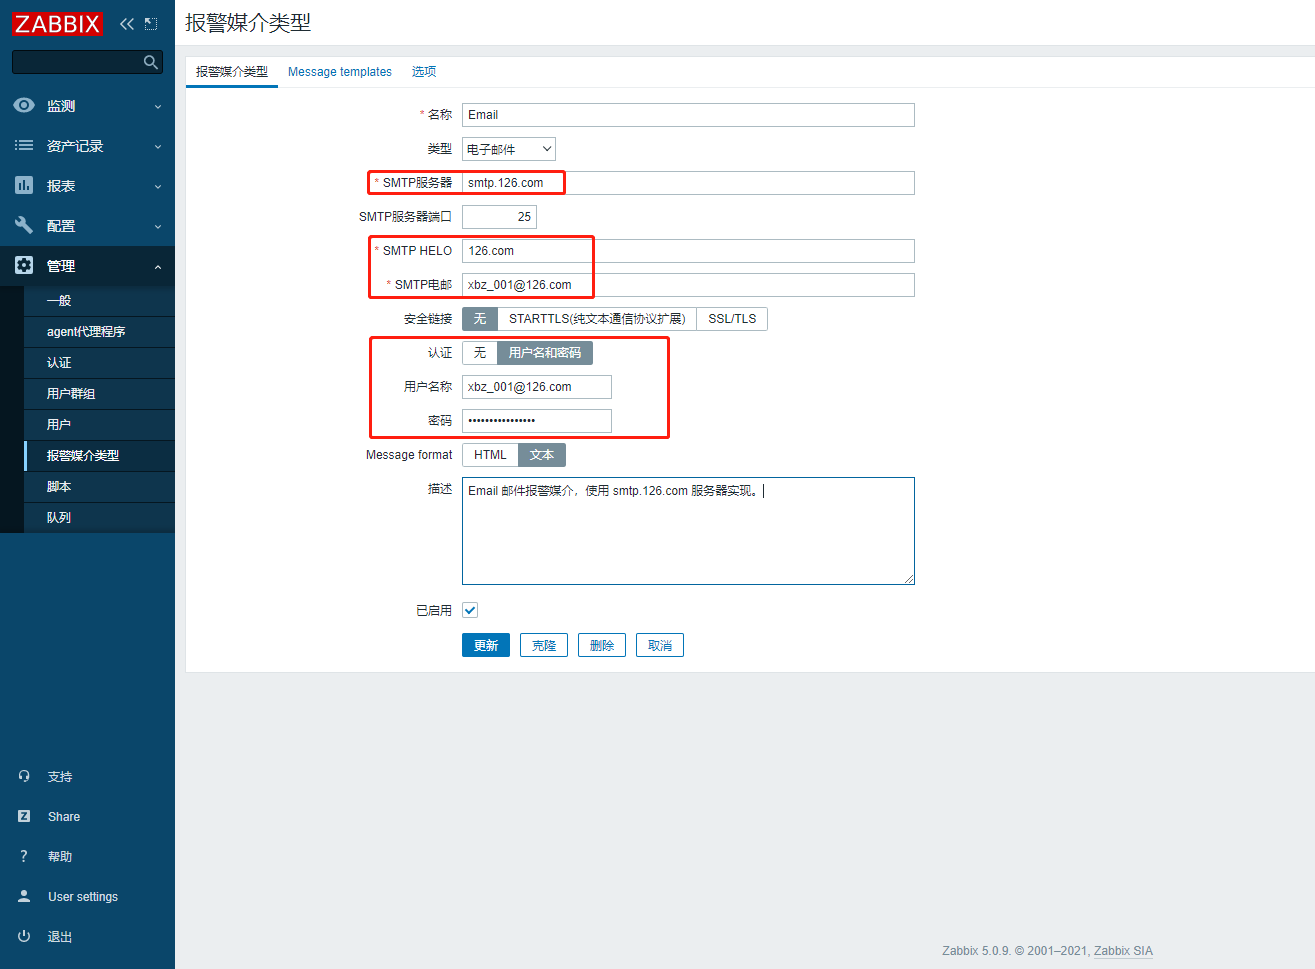 ZABBIX
监测
资产记录
报表
配置
管理
一般
agent代理程序
认证
用户群组
用户
报警媒介类型
脚本
队列
支持
Share
帮助
User settings
退出
报警媒介类型
报警媒介类型 Message templates 选项
* 名称 Email
类型 电子邮件
* SMTP服务器 smtp.126.com
SMTP服务器端口 25
* SMTP HELO 126.com
* SMTP电邮 xbz_001@126.com
安全链接 无 STARTTLS(纯文本通信协议扩展) SSL/TLS
认证 无 用户名和密码
用户名称 xbz_001@126.com
密码 ••••••••••••••••
Message format HTML 文本
描述 Email 邮件报警媒介，使用 smtp.126.com 服务器实现。
已启用
更新 克隆 删除 取消
Zabbix 5.0.9. © 2001–2021, Zabbix SIA